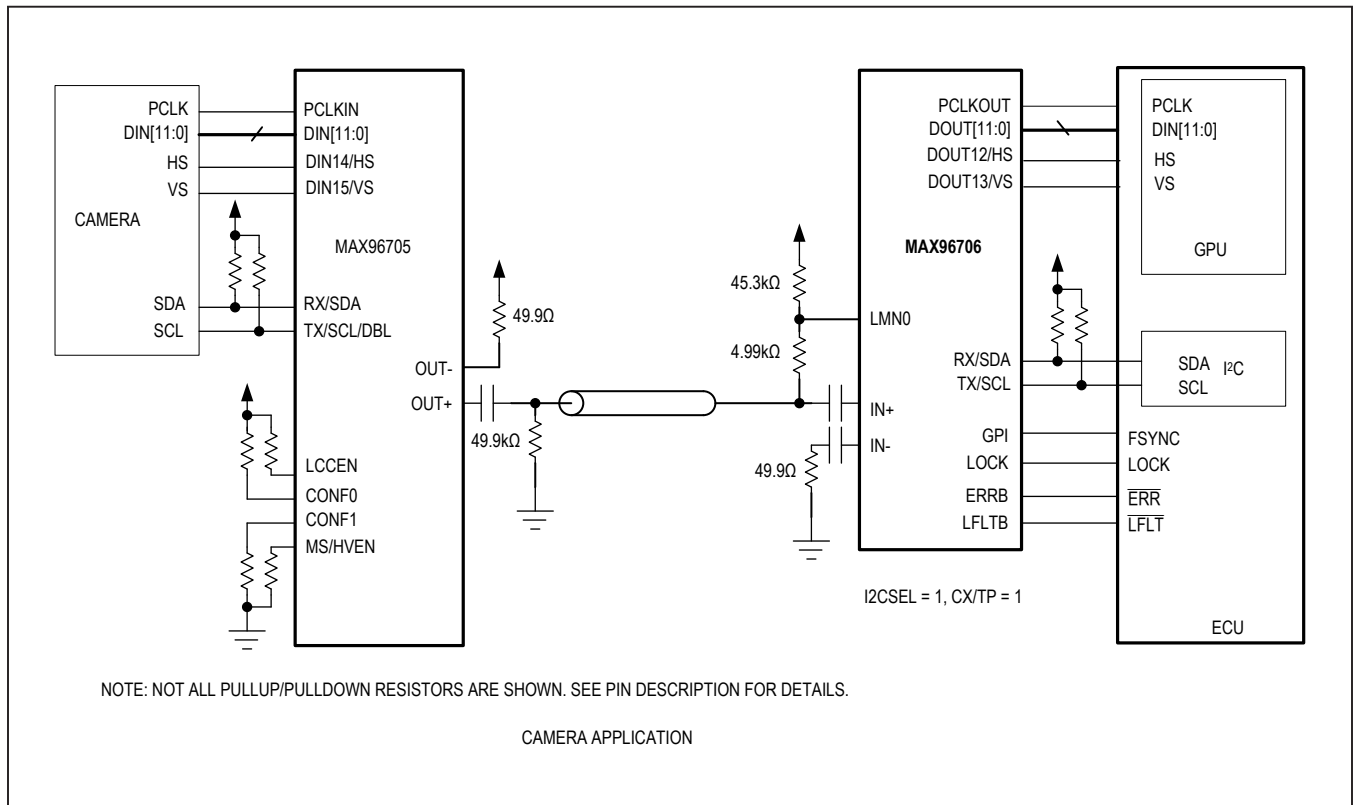 CAMERA
PCLK
DIN[11:0]
HS
VS
SDA
SCL
PCLKIN
DIN[11:0]
DIN14/HS
DIN15/VS
MAX96705
RX/SDA
TX/SCL/DBL
OUT-
OUT+
LCCEN
CONF0
CONF1
MS/HVEN
49.9Ω
49.9kΩ
45.3kΩ
4.99kΩ
49.9Ω
PCLKOUT
DOUT[11:0]
DOUT12/HS
DOUT13/VS
MAX96706
LMN0
RX/SDA
TX/SCL
IN+
IN-
GPI
LOCK
ERRB
LFLTB
I2CSEL = 1, CX/TP = 1
PCLK
DIN[11:0]
HS
VS
GPU
SDA I²C
SCL
FSYNC
LOCK
ERR
LFLT
ECU
NOTE: NOT ALL PULLUP/PULLDOWN RESISTORS ARE SHOWN. SEE PIN DESCRIPTION FOR DETAILS.
CAMERA APPLICATION